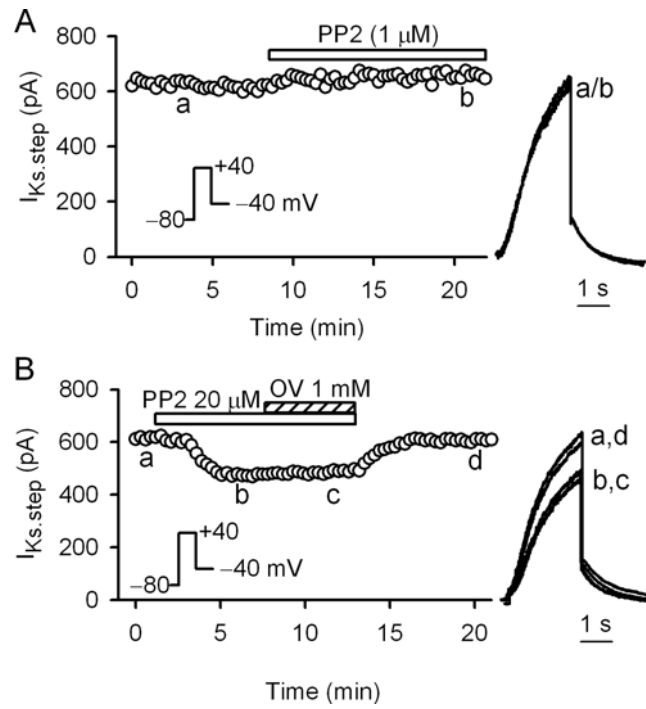 A
PP2 (1 μM)
800
600
400
200
0
I_Ks.step (pA)
a
b
+40
−80
−40 mV
a/b
0
5
10
15
20
1 s
Time (min)
B
OV 1 mM
PP2 20 μM
800
600
400
200
0
I_Ks.step (pA)
a
b
c
d
+40
−80
−40 mV
a,d
b,c
0
5
10
15
20
1 s
Time (min)